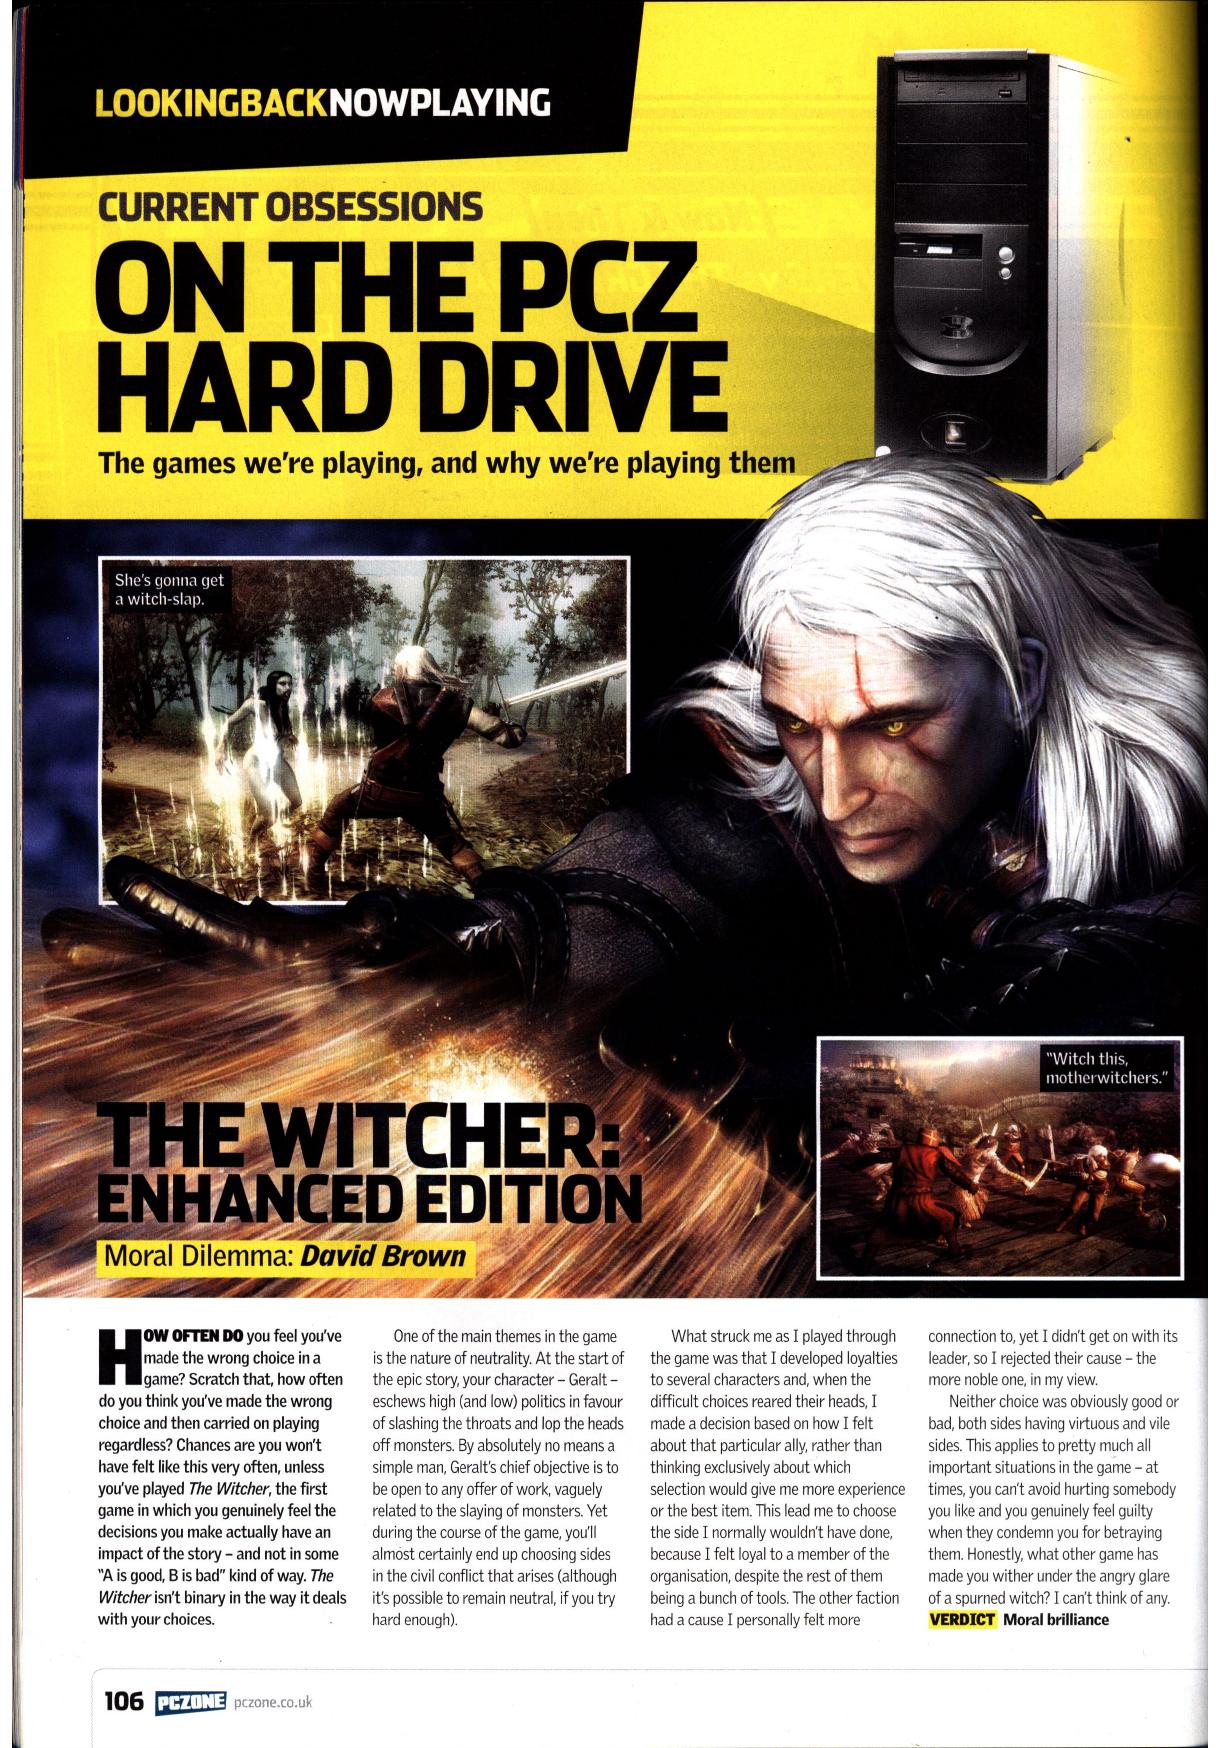 LOOKINGBACKNOWPLAYING
CURRENT OBSESSIONS
ON THE PCZ
HARD DRIVE
The games we're playing, and why we're playing them
She's gonna get
a witch-slap.
"Witch this,
motherwitchers."
THE WITCHER:
ENHANCED EDITION
Moral Dilemma: David Brown
HOW OFTEN DO you feel you've
made the wrong choice in a
game? Scratch that, how often
do you think you've made the wrong
choice and then carried on playing
regardless? Chances are you won't
have felt like this very often, unless
you've played The Witcher, the first
game in which you genuinely feel the
decisions you make actually have an
impact of the story – and not in some
"A is good, B is bad" kind of way. The
Witcher isn't binary in the way it deals
with your choices.
One of the main themes in the game
is the nature of neutrality. At the start of
the epic story, your character – Geralt –
eschews high (and low) politics in favour
of slashing the throats and lop the heads
off monsters. By absolutely no means a
simple man, Geralt's chief objective is to
be open to any offer of work, vaguely
related to the slaying of monsters. Yet
during the course of the game, you'll
almost certainly end up choosing sides
in the civil conflict that arises (although
it's possible to remain neutral, if you try
hard enough).
What struck me as I played through
the game was that I developed loyalties
to several characters and, when the
difficult choices reared their heads, I
made a decision based on how I felt
about that particular ally, rather than
thinking exclusively about which
selection would give me more experience
or the best item. This lead me to choose
the side I normally wouldn't have done,
because I felt loyal to a member of the
organisation, despite the rest of them
being a bunch of tools. The other faction
had a cause I personally felt more
connection to, yet I didn't get on with its
leader, so I rejected their cause – the
more noble one, in my view.
Neither choice was obviously good or
bad, both sides having virtuous and vile
sides. This applies to pretty much all
important situations in the game – at
times, you can't avoid hurting somebody
you like and you genuinely feel guilty
when they condemn you for betraying
them. Honestly, what other game has
made you wither under the angry glare
of a spurned witch? I can't think of any.
VERDICT Moral brilliance
106 PCZONE pczone.co.uk